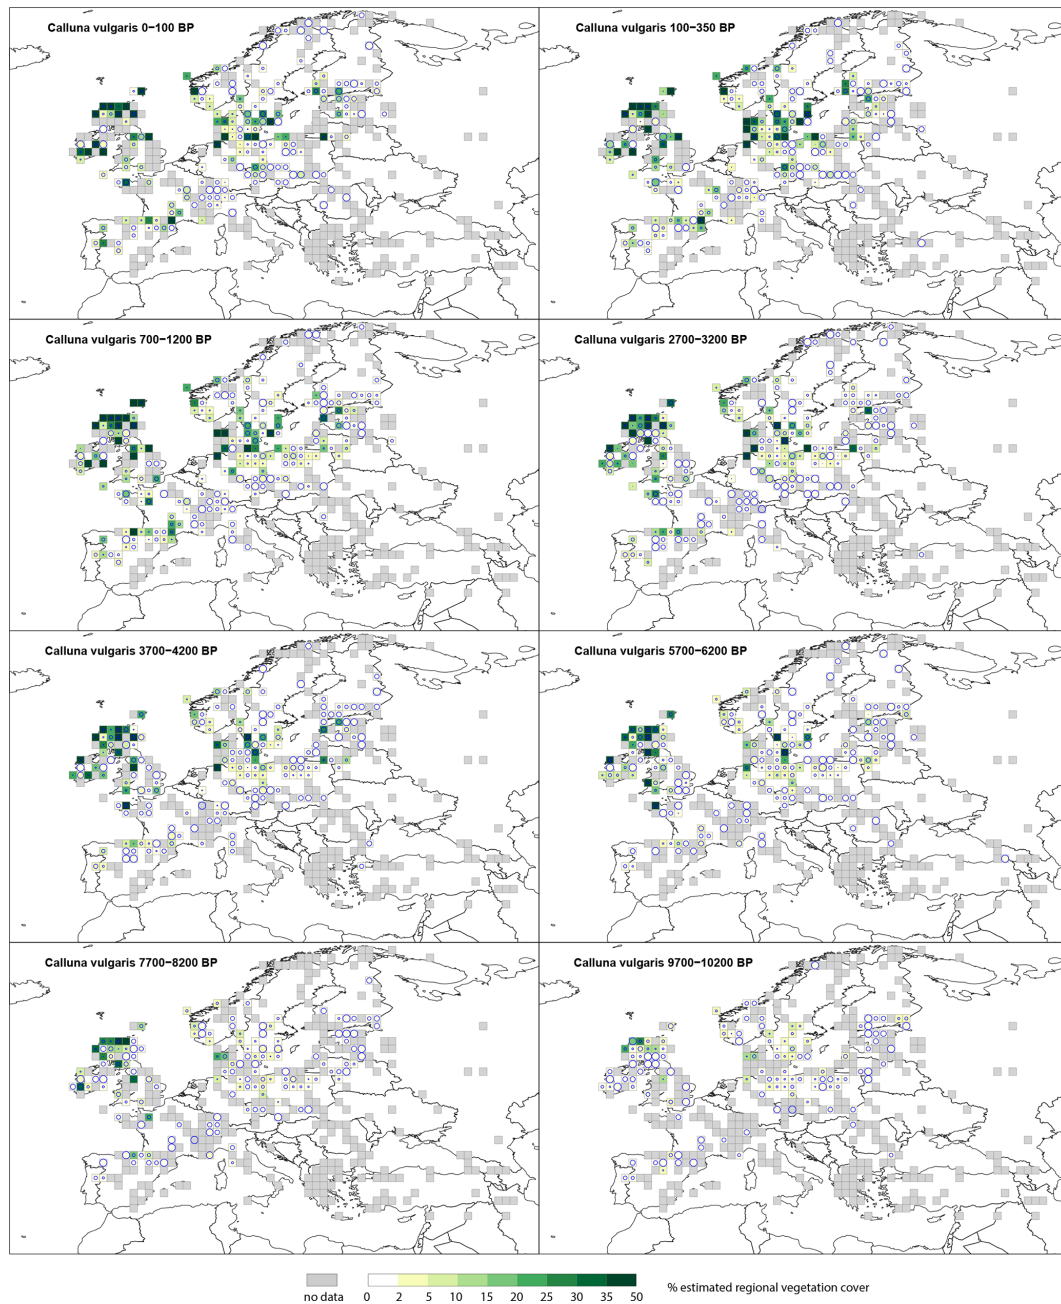 Calluna vulgaris 0−100 BP
Calluna vulgaris 100−350 BP
Calluna vulgaris 700−1200 BP
Calluna vulgaris 2700−3200 BP
Calluna vulgaris 3700−4200 BP
Calluna vulgaris 5700−6200 BP
Calluna vulgaris 7700−8200 BP
Calluna vulgaris 9700−10200 BP
no data
0 2 5 10 15 20 25 30 35 50
% estimated regional vegetation cover